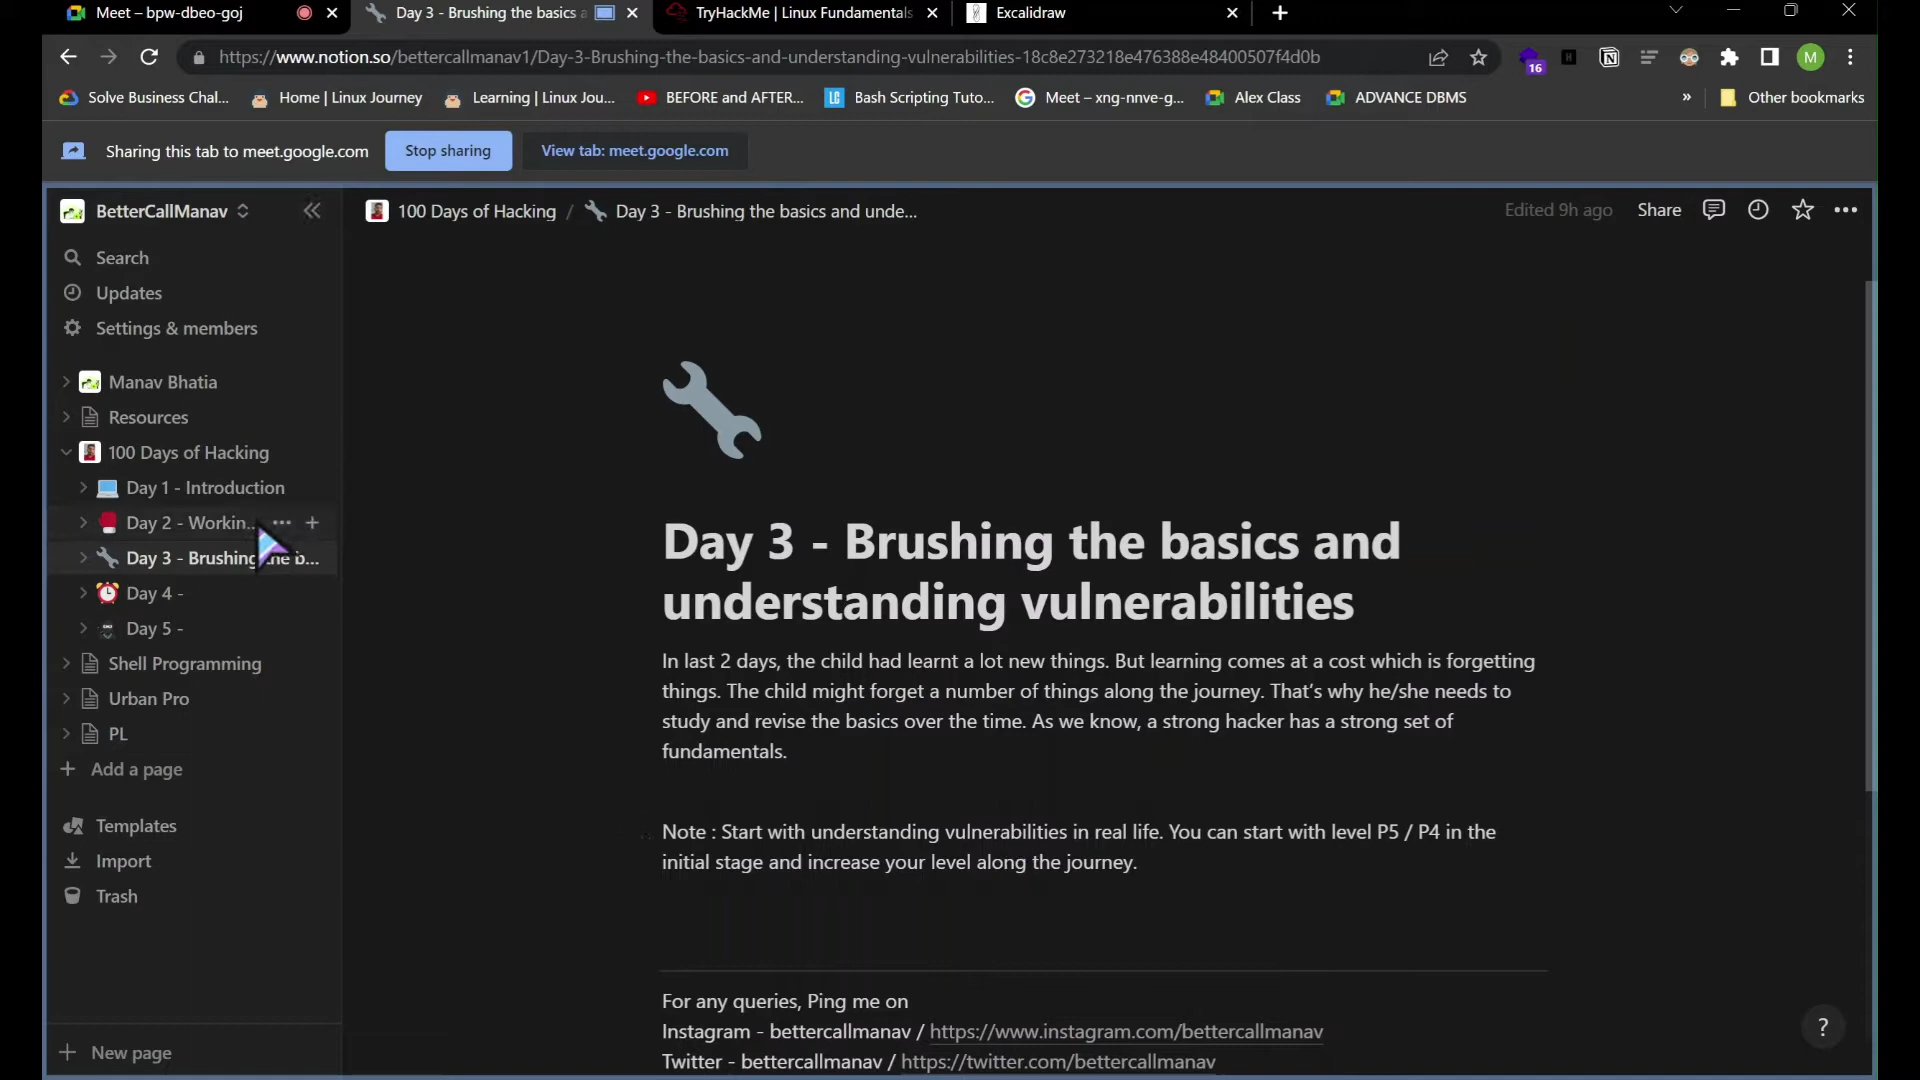 Meet – bpw-dbeo-goj
Day 3 - Brushing the basics a
TryHackMe | Linux Fundamentals
Excalidraw
https://www.notion.so/bettercallmanav1/Day-3-Brushing-the-basics-and-understanding-vulnerabilities-18c8e273218e476388e48400507f4d0b
16
M
Solve Business Chal...
Home | Linux Journey
Learning | Linux Jou...
BEFORE and AFTER...
LC
Bash Scripting Tuto...
Meet – xng-nnve-g...
Alex Class
ADVANCE DBMS
»
Other bookmarks
Sharing this tab to meet.google.com
Stop sharing
View tab: meet.google.com
BetterCallManav
100 Days of Hacking / Day 3 - Brushing the basics and unde...
Edited 9h ago
Share
Search
Updates
Settings & members
Manav Bhatia
Resources
100 Days of Hacking
Day 1 - Introduction
Day 2 - Workin...
Day 3 - Brushing the b...
Day 4 -
Day 5 -
Shell Programming
Urban Pro
PL
Add a page
Templates
Import
Trash
New page
Day 3 - Brushing the basics and
understanding vulnerabilities
In last 2 days, the child had learnt a lot new things. But learning comes at a cost which is forgetting
things. The child might forget a number of things along the journey. That's why he/she needs to
study and revise the basics over the time. As we know, a strong hacker has a strong set of
fundamentals.
Note : Start with understanding vulnerabilities in real life. You can start with level P5 / P4 in the
initial stage and increase your level along the journey.
For any queries, Ping me on
Instagram - bettercallmanav / https://www.instagram.com/bettercallmanav
Twitter - bettercallmanav / https://twitter.com/bettercallmanav
?